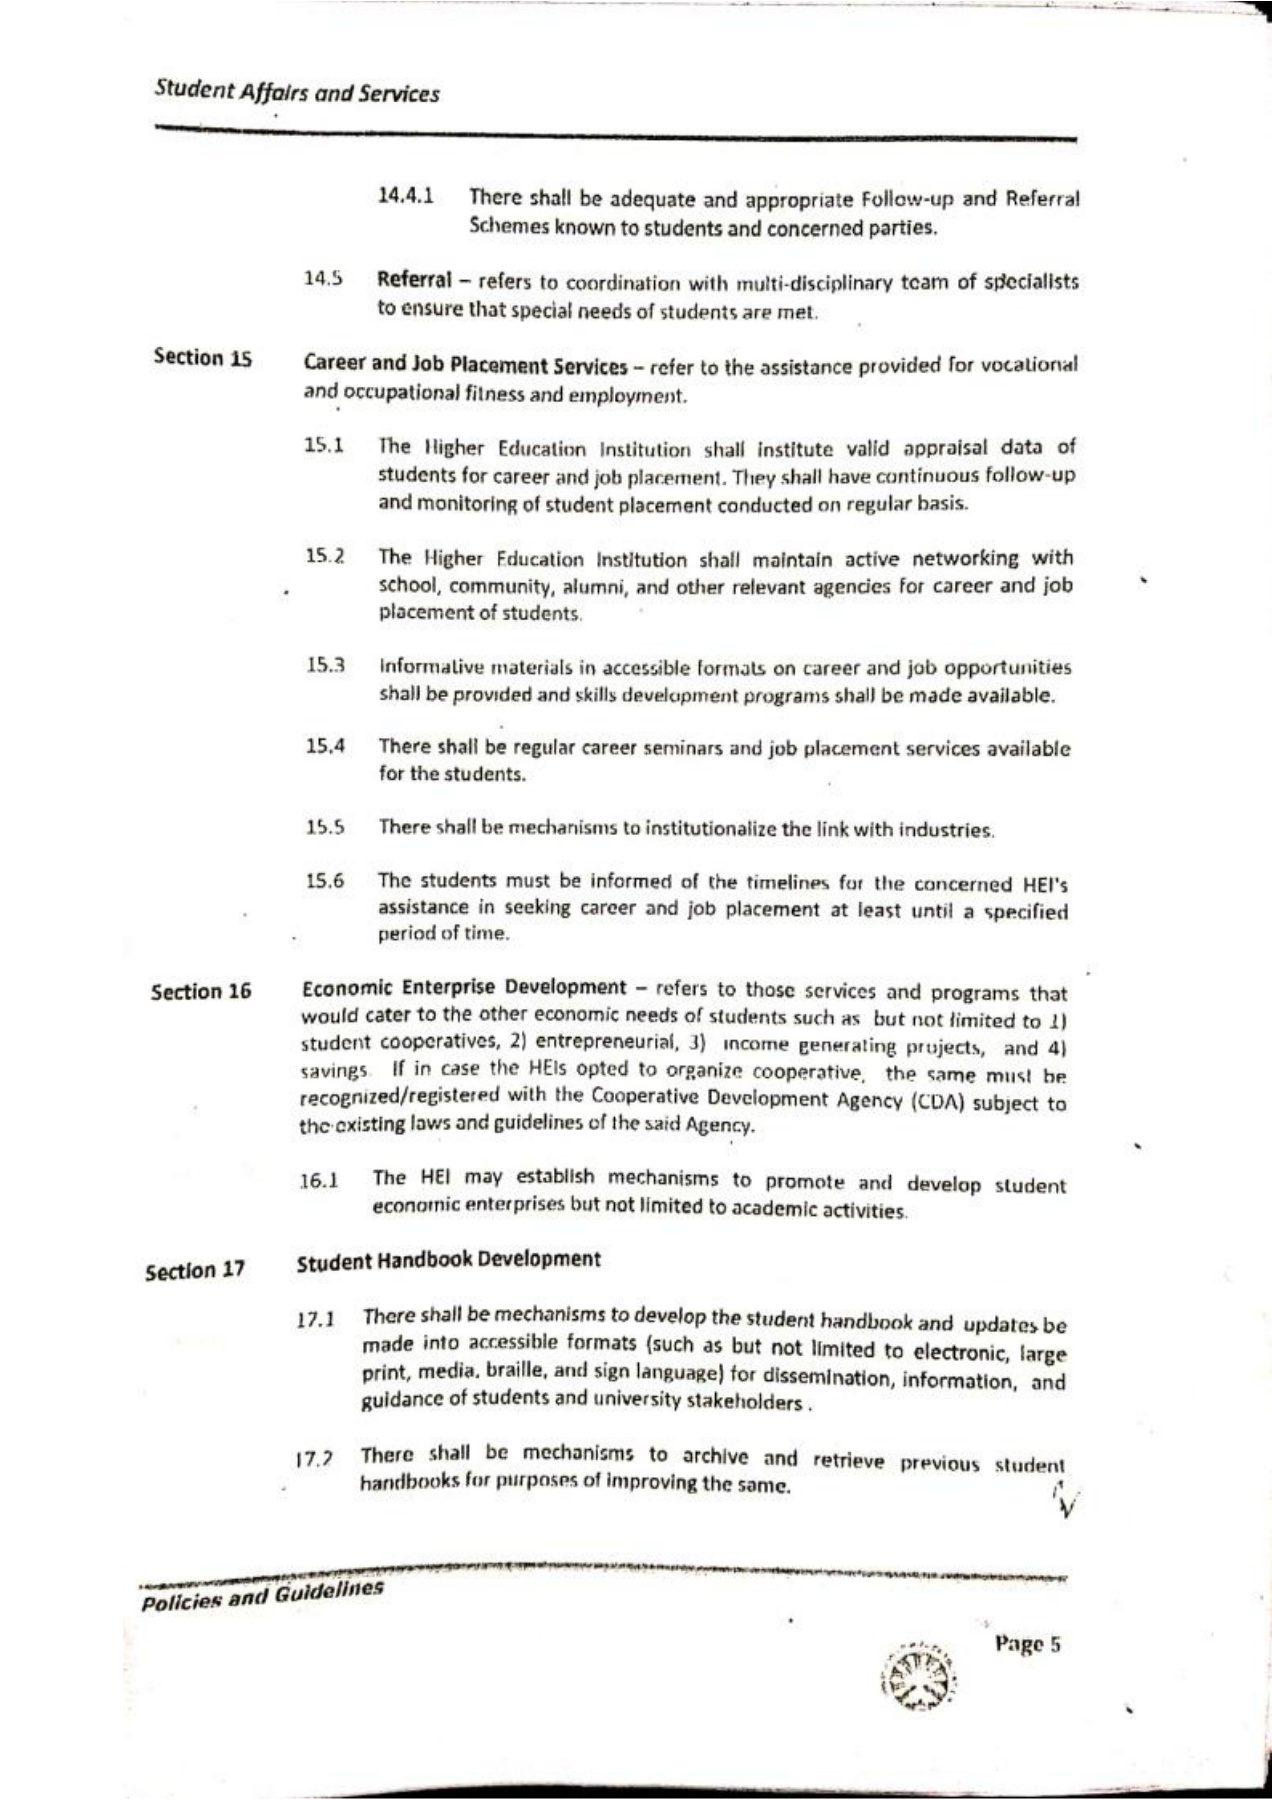 Student Affairs and Services
14.4.1 There shall be adequate and appropriate Follow-up and Referral
Schemes known to students and concerned parties.
14.5 Referral – refers to coordination with multi-disciplinary team of specialists
to ensure that special needs of students are met.
Section 15 Career and Job Placement Services – refer to the assistance provided for vocational
and occupational fitness and employment.
15.1 The Higher Education Institution shall institute valid appraisal data of
students for career and job placement. They shall have continuous follow-up
and monitoring of student placement conducted on regular basis.
15.2 The Higher Education Institution shall maintain active networking with
school, community, alumni, and other relevant agencies for career and job
placement of students.
15.3 Informative materials in accessible formats on career and job opportunities
shall be provided and skills development programs shall be made available.
15.4 There shall be regular career seminars and job placement services available
for the students.
15.5 There shall be mechanisms to institutionalize the link with industries.
15.6 The students must be informed of the timelines for the concerned HEI's
assistance in seeking career and job placement at least until a specified
period of time.
Section 16 Economic Enterprise Development – refers to those services and programs that
would cater to the other economic needs of students such as but not limited to 1)
student cooperatives, 2) entrepreneurial, 3) income generating projects, and 4)
savings. If in case the HEIs opted to organize cooperative, the same must be
recognized/registered with the Cooperative Development Agency (CDA) subject to
the existing laws and guidelines of the said Agency.
16.1 The HEI may establish mechanisms to promote and develop student
economic enterprises but not limited to academic activities.
Section 17 Student Handbook Development
17.1 There shall be mechanisms to develop the student handbook and updates be
made into accessible formats (such as but not limited to electronic, large
print, media, braille, and sign language) for dissemination, information, and
guidance of students and university stakeholders .
17.2 There shall be mechanisms to archive and retrieve previous student
handbooks for purposes of improving the same.
Policies and Guidelines
Page 5